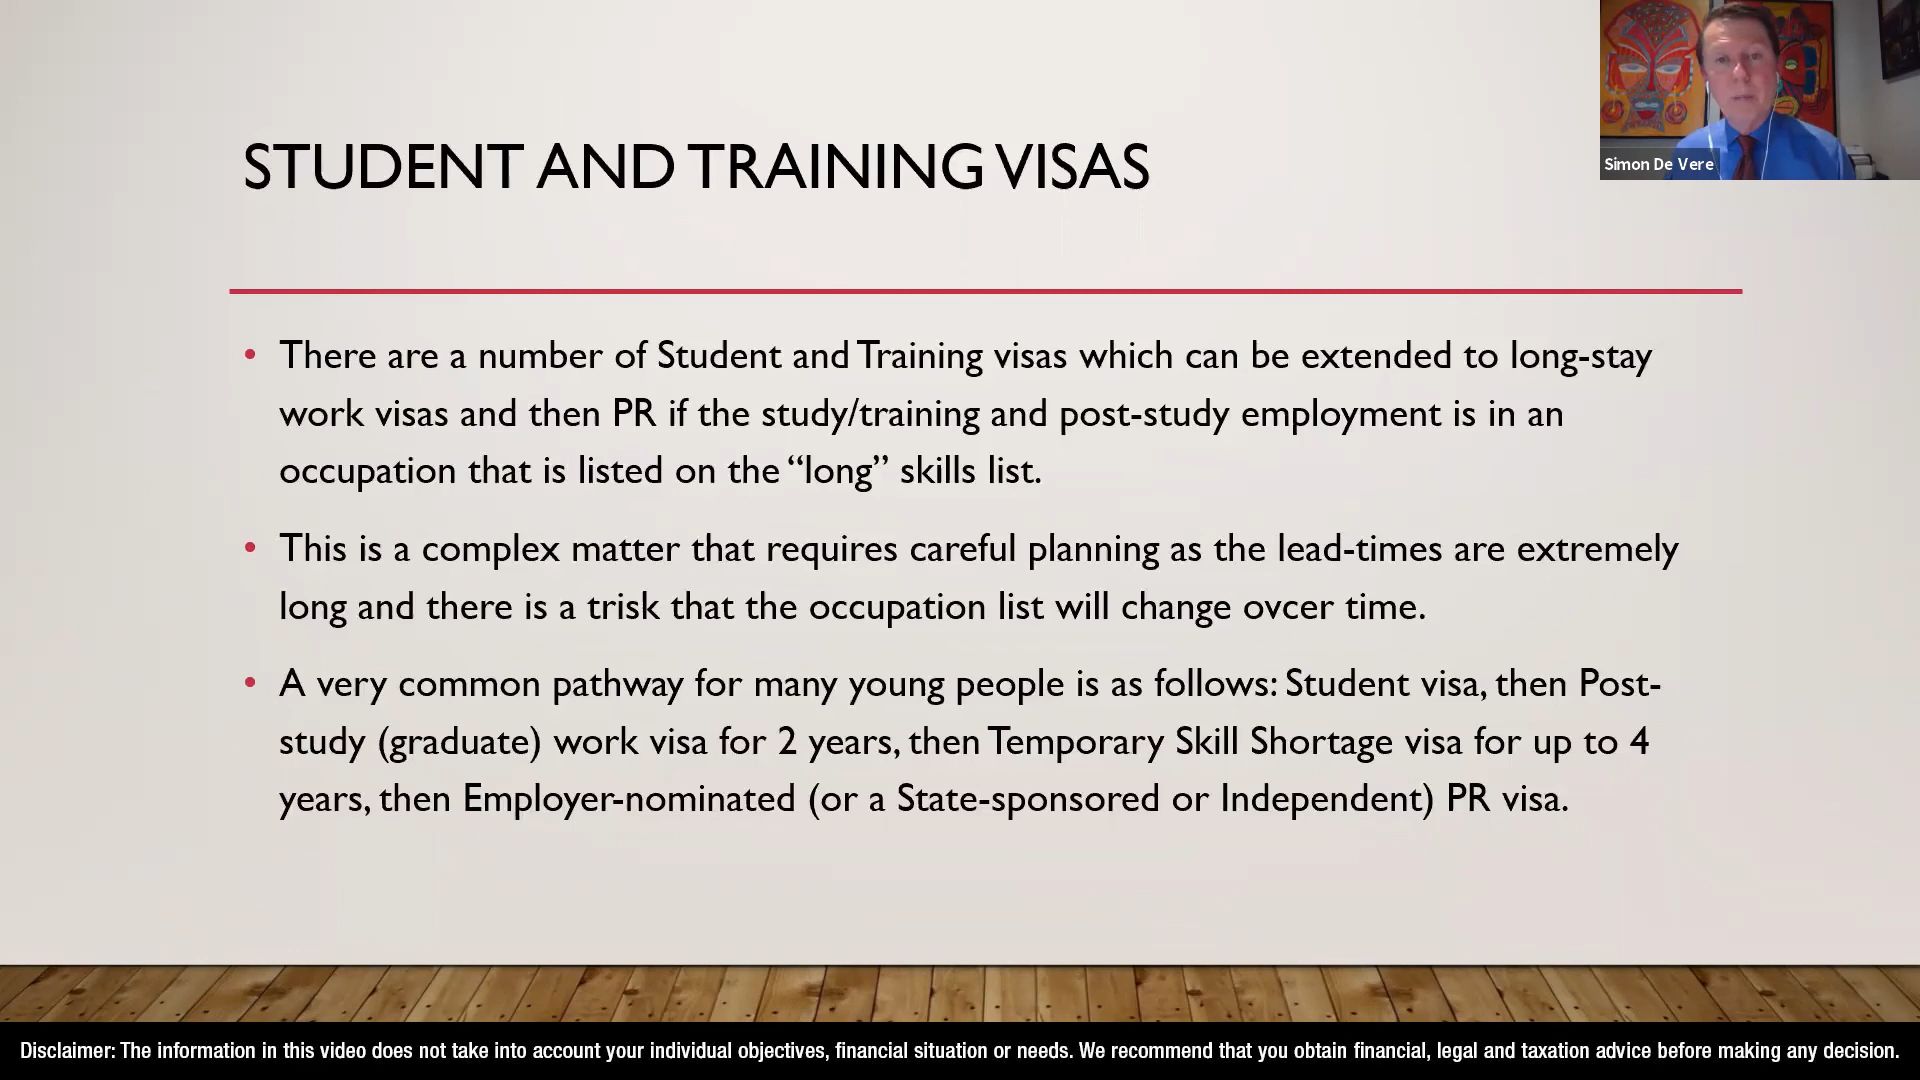 STUDENT AND TRAINING VISAS
Simon De Vere
• There are a number of Student and Training visas which can be extended to long-stay
work visas and then PR if the study/training and post-study employment is in an
occupation that is listed on the “long” skills list.
• This is a complex matter that requires careful planning as the lead-times are extremely
long and there is a trisk that the occupation list will change ovcer time.
• A very common pathway for many young people is as follows: Student visa, then Post-
study (graduate) work visa for 2 years, then Temporary Skill Shortage visa for up to 4
years, then Employer-nominated (or a State-sponsored or Independent) PR visa.
Disclaimer: The information in this video does not take into account your individual objectives, financial situation or needs. We recommend that you obtain financial, legal and taxation advice before making any decision.